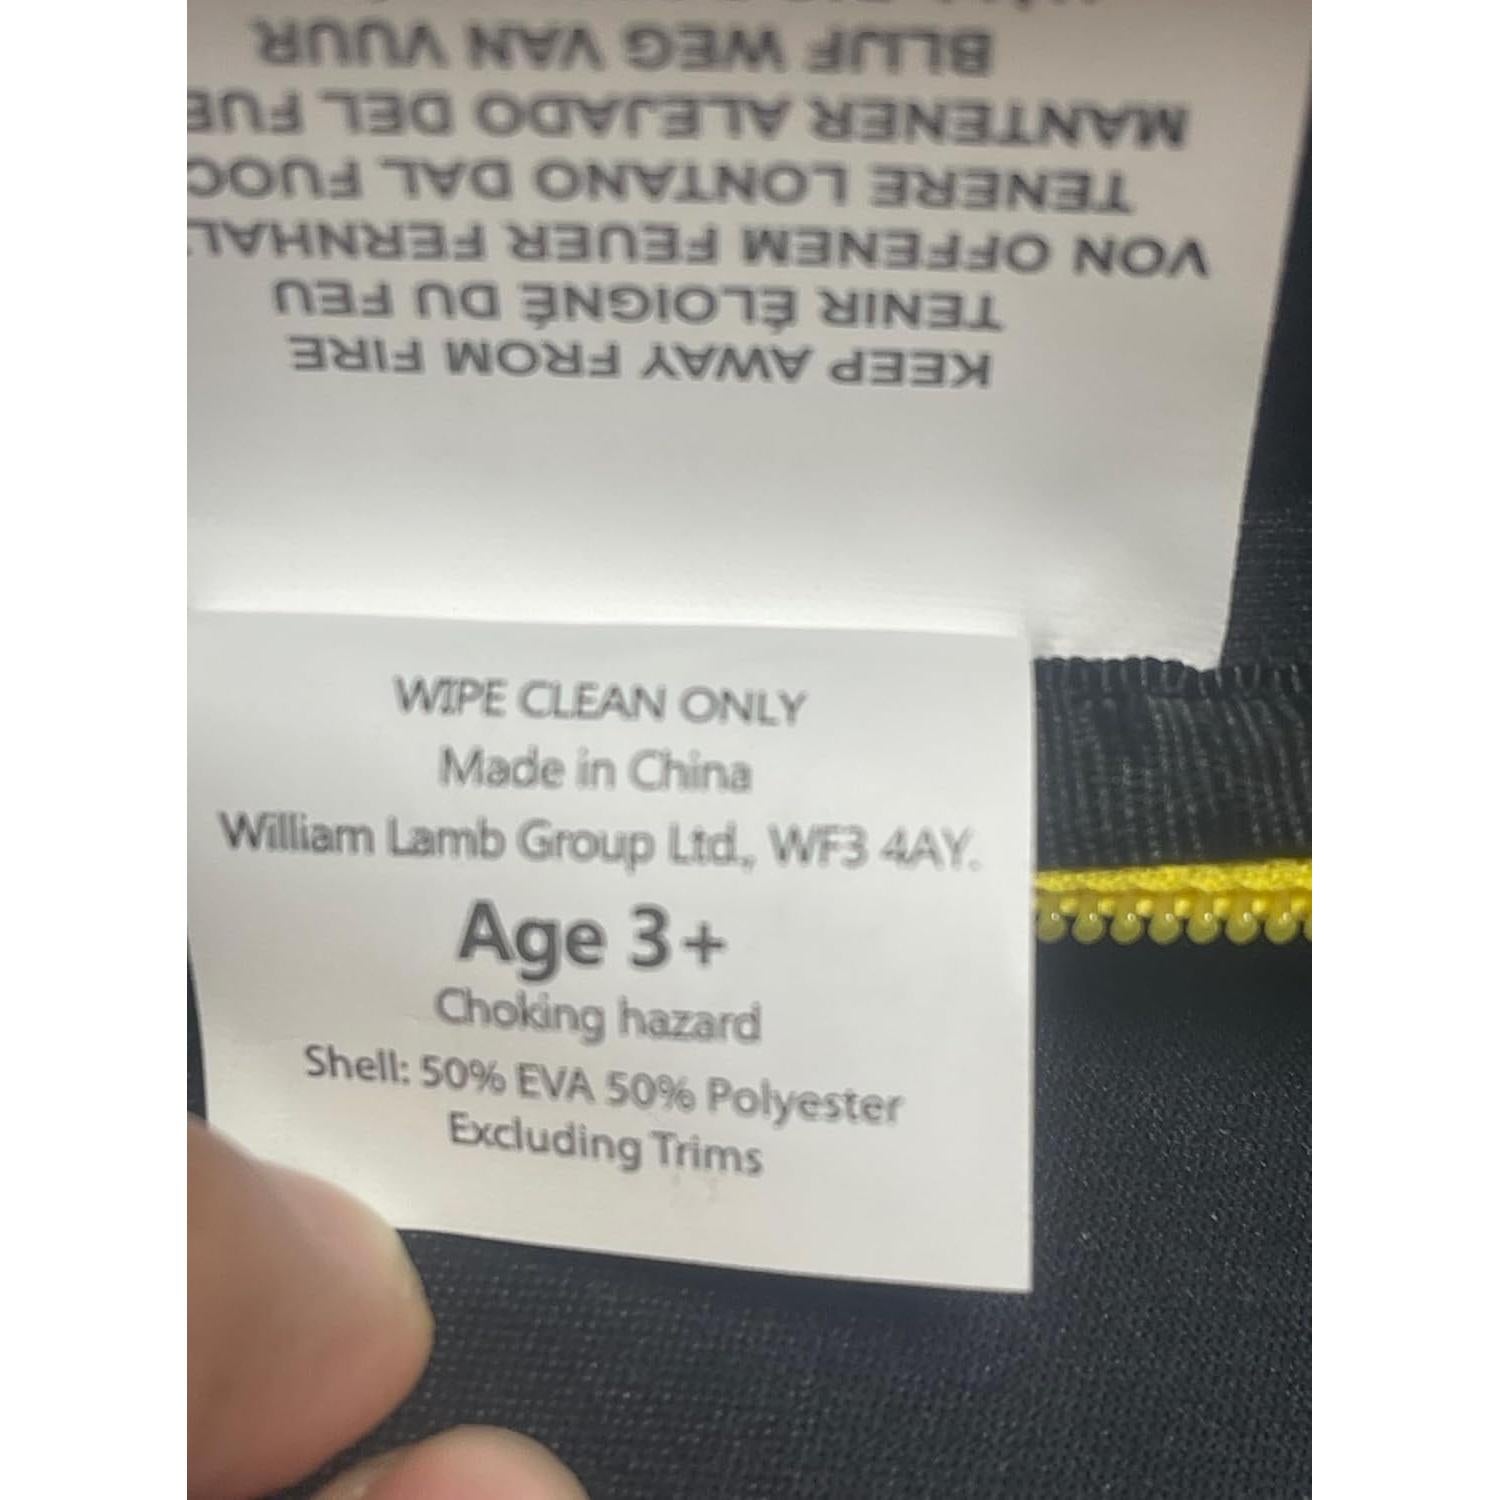 KEEP AWAY FROM FIRE
TENIR ÉLOIGNÉ DU FEU
VON OFFENEM FEUER FERNHAL
TENERE LONTANO DAL FUOC
MANTENER ALEJADO DEL FUE
BLIJF WEG VAN VUUR
WIPE CLEAN ONLY
Made in China
William Lamb Group Ltd., WF3 4AY.
Age 3+
Choking hazard
Shell: 50% EVA 50% Polyester
Excluding Trims